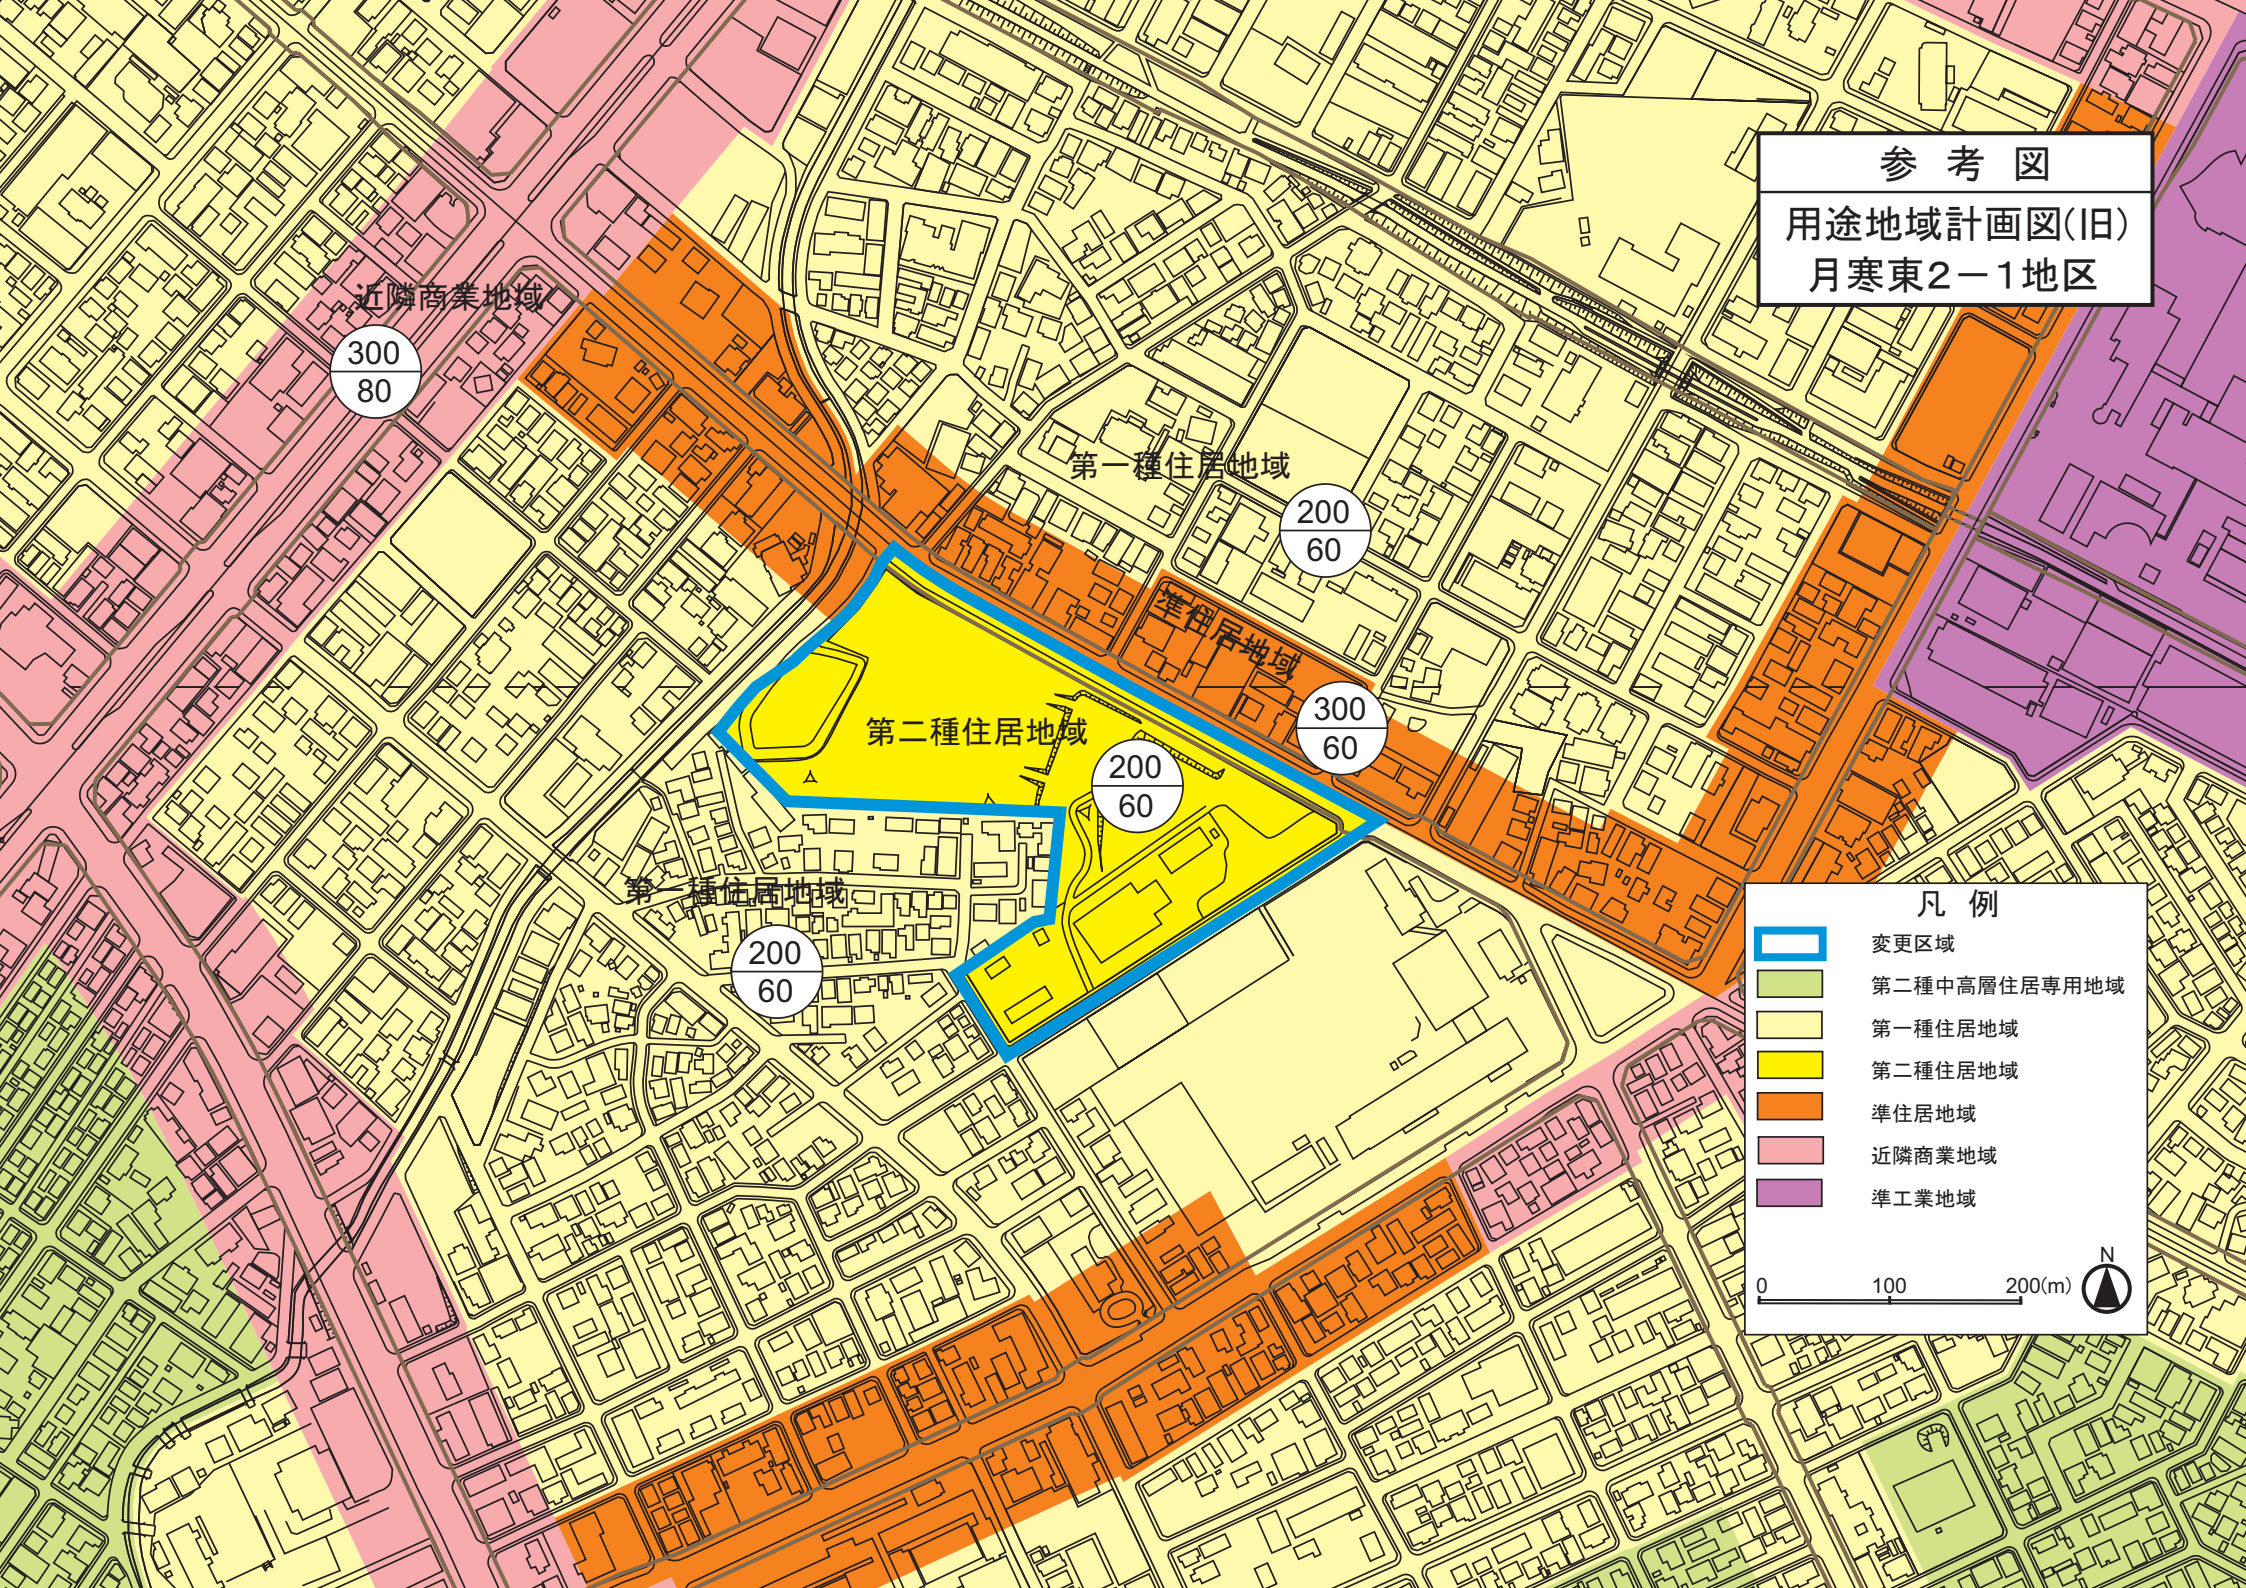 参考図
用途地域計画図(旧)
月寒東2－1地区
近隣商業地域
300
80
第一種住居地域
200
60
準住居地域
300
60
第二種住居地域
200
60
第一種住居地域
200
60
凡例
変更区域
第二種中高層住居専用地域
第一種住居地域
第二種住居地域
準住居地域
近隣商業地域
準工業地域
0 100 200(m)
N